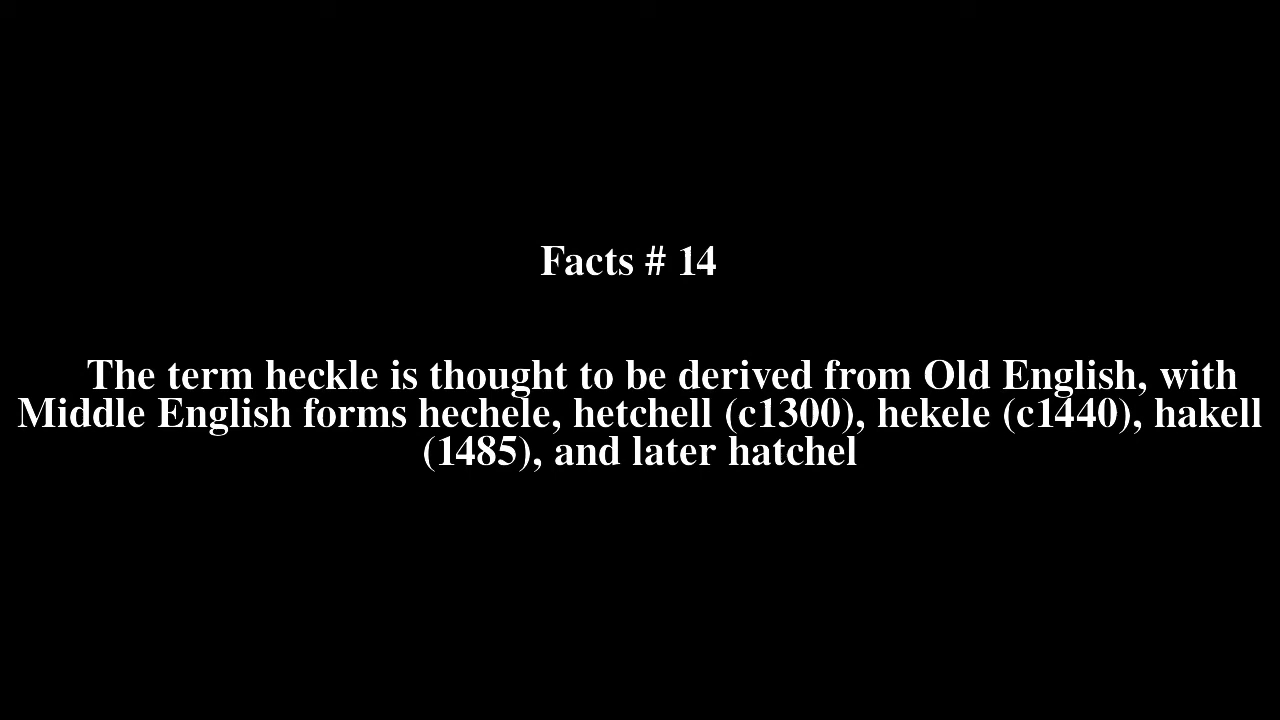 Facts # 14
The term heckle is thought to be derived from Old English, with
Middle English forms hechele, hetchell (c1300), hekele (c1440), hakell
(1485), and later hatchel